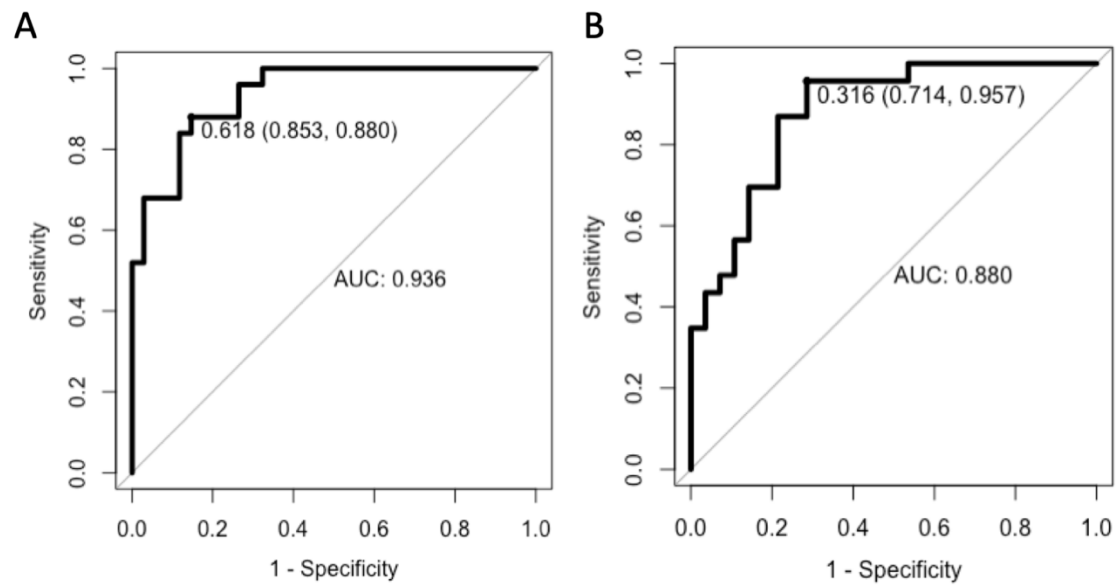 A
1.0
0.8
0.6
0.4
0.2
0.0
Sensitivity
0.618 (0.853, 0.880)
AUC: 0.936
0.0 0.2 0.4 0.6 0.8 1.0
1 - Specificity
B
1.0
0.8
0.6
0.4
0.2
0.0
Sensitivity
0.316 (0.714, 0.957)
AUC: 0.880
0.0 0.2 0.4 0.6 0.8 1.0
1 - Specificity